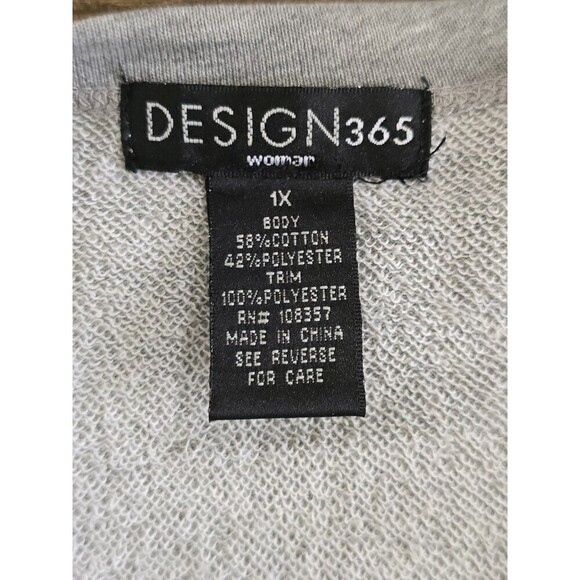 DESIGN365
woman
1X
BODY
58%COTTON
42%POLYESTER
TRIM
100%POLYESTER
RN# 108357
MADE IN CHINA
SEE REVERSE
FOR CARE